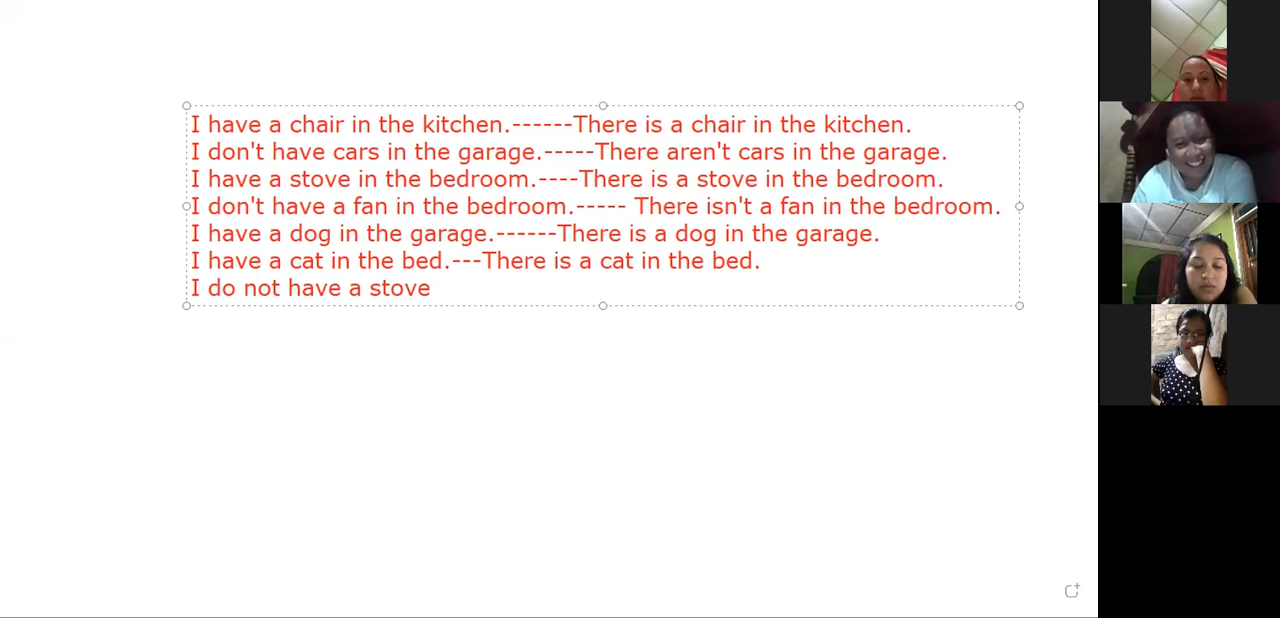 I have a chair in the kitchen.------There is a chair in the kitchen.
I don't have cars in the garage.-----There aren't cars in the garage.
I have a stove in the bedroom.----There is a stove in the bedroom.
I don't have a fan in the bedroom.----- There isn't a fan in the bedroom.
I have a dog in the garage.------There is a dog in the garage.
I have a cat in the bed.---There is a cat in the bed.
I do not have a stove